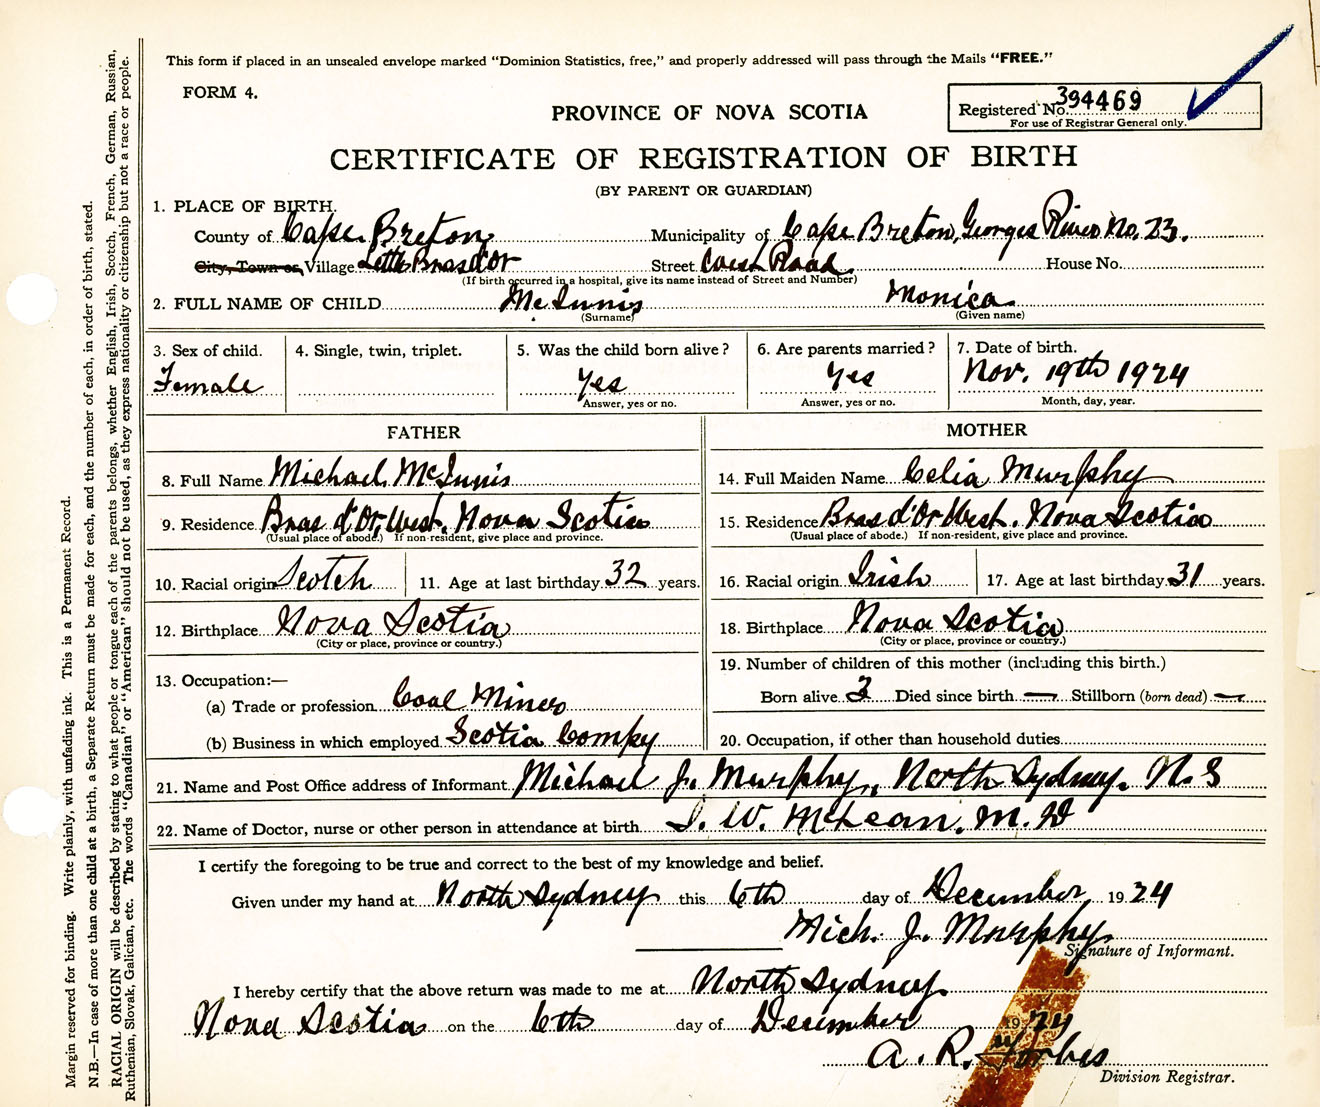 This form if placed in an unsealed envelope marked "Dominion Statistics, free," and properly addressed will pass through the Mails "FREE."
FORM 4.
PROVINCE OF NOVA SCOTIA
Registered No. 394469
For use of Registrar General only.
CERTIFICATE OF REGISTRATION OF BIRTH
(BY PARENT OR GUARDIAN)
1. PLACE OF BIRTH.
County of Cape Breton Municipality of Cape Breton, Georges River No. 23.
City, Town or Village Little Bras d'Or Street Road House No.
(If birth occurred in a hospital, give its name instead of Street and Number)
2. FULL NAME OF CHILD McInnis Monica
(Surname) (Given name)
3. Sex of child. 4. Single, twin, triplet. 5. Was the child born alive? 6. Are parents married? 7. Date of birth.
Female Yes Yes Nov. 19th 1924
Answer, yes or no. Answer, yes or no. Month, day, year.
FATHER MOTHER
8. Full Name Michael McInnis 14. Full Maiden Name Celia Murphy
9. Residence Bras d'Or West, Nova Scotia 15. Residence Bras d'Or West. Nova Scotia
(Usual place of abode.) If non-resident, give place and province. (Usual place of abode.) If non-resident, give place and province.
10. Racial origin Scotch 11. Age at last birthday 32 years. 16. Racial origin Irish 17. Age at last birthday 31 years.
12. Birthplace Nova Scotia 18. Birthplace Nova Scotia
(City or place, province or country.) (City or place, province or country.)
13. Occupation:— 19. Number of children of this mother (including this birth.)
(a) Trade or profession Coal Miner Born alive 3 Died since birth — Stillborn (born dead) —
(b) Business in which employed Scotia Compy 20. Occupation, if other than household duties
21. Name and Post Office address of Informant Michael J. Murphy, North Sydney. N.S
22. Name of Doctor, nurse or other person in attendance at birth W. McLean. M.D
I certify the foregoing to be true and correct to the best of my knowledge and belief.
Given under my hand at North Sydney this 6th day of December 1924
Mich. J. Murphy
Signature of Informant.
I hereby certify that the above return was made to me at North Sydney
Nova Scotia on the 6th day of December 1924
A. R. Forbes
Division Registrar.
Margin reserved for binding. Write plainly, with unfading ink. This is a Permanent Record.
N.B.—In case of more than one child at a birth, a Separate Return must be made for each, and the number of each, in order of birth, stated.
RACIAL ORIGIN will be described by stating to what people or tongue each of the parents belongs, whether English, Irish, Scotch, French, German, Russian,
Ruthenian, Slovak, Galician, etc. The words "Canadian" or "American" should not be used, as they express nationality or citizenship but not a race or people.